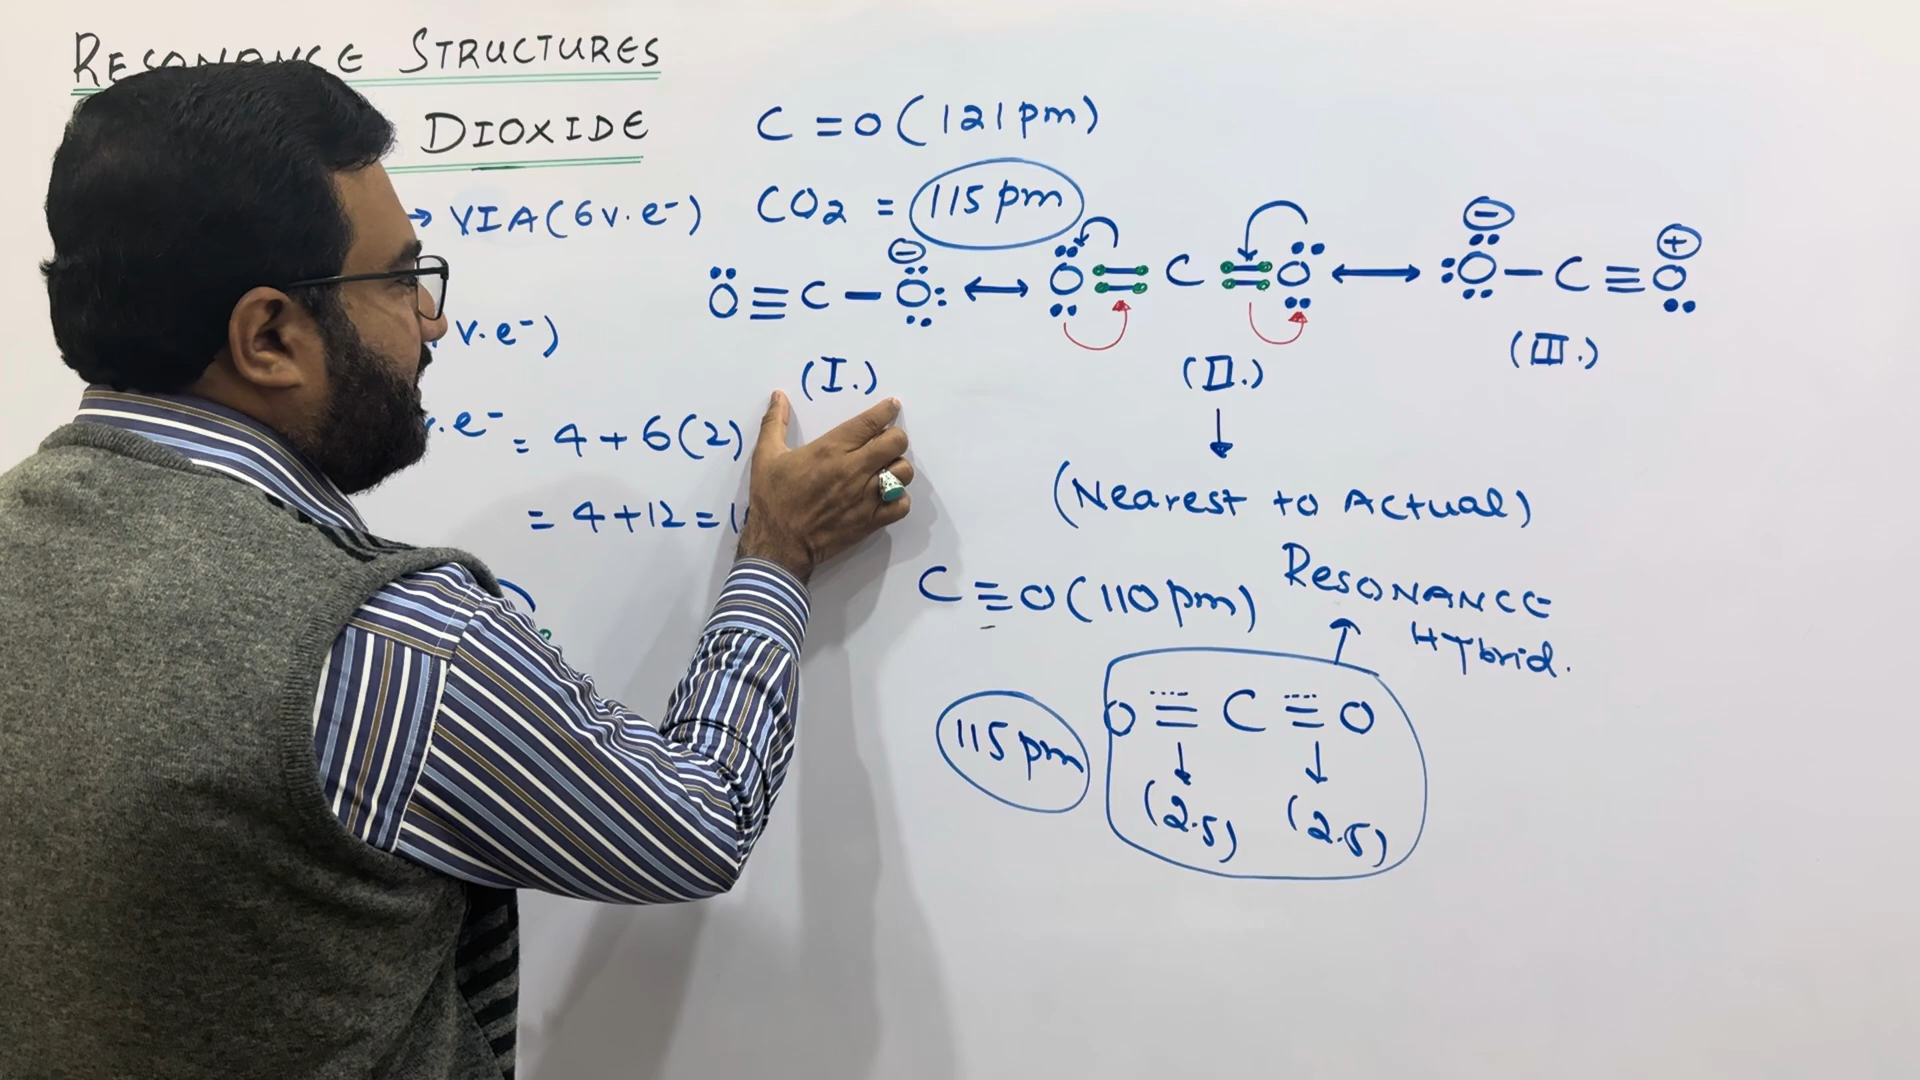 RESONANCE STRUCTURES
DIOXIDE
C = O (121 pm)
→ VIA (6 v.e⁻)
CO₂ = 115 pm
Ö ≡ C − Ö: ⊖ ↔ Ö = C = Ö ↔ :Ö − C ≡ O ⊖ ⊕
v.e⁻)
(I.)
(II.)
(III.)
v.e⁻ = 4 + 6(2)
↓
= 4 + 12 = 1
(Nearest to Actual)
C ≡ O (110 pm)
RESONANCE
Hybrid.
115 pm
O ≡ C ≡ O
↓ ↓
(2.5) (2.5)